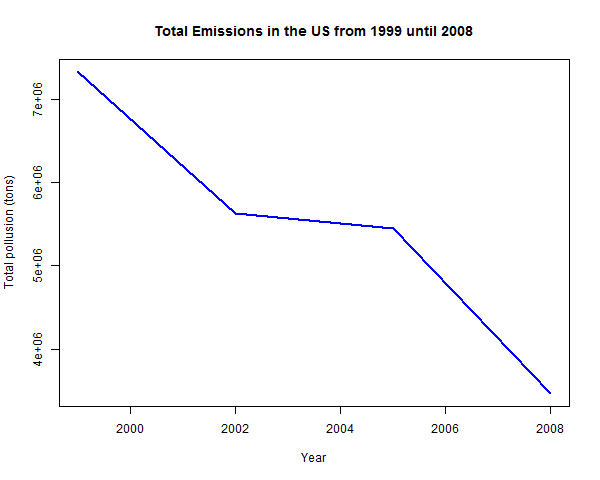 Total Emissions in the US from 1999 until 2008
Total pollusion (tons)
7e+06
6e+06
5e+06
4e+06
2000 2002 2004 2006 2008
Year